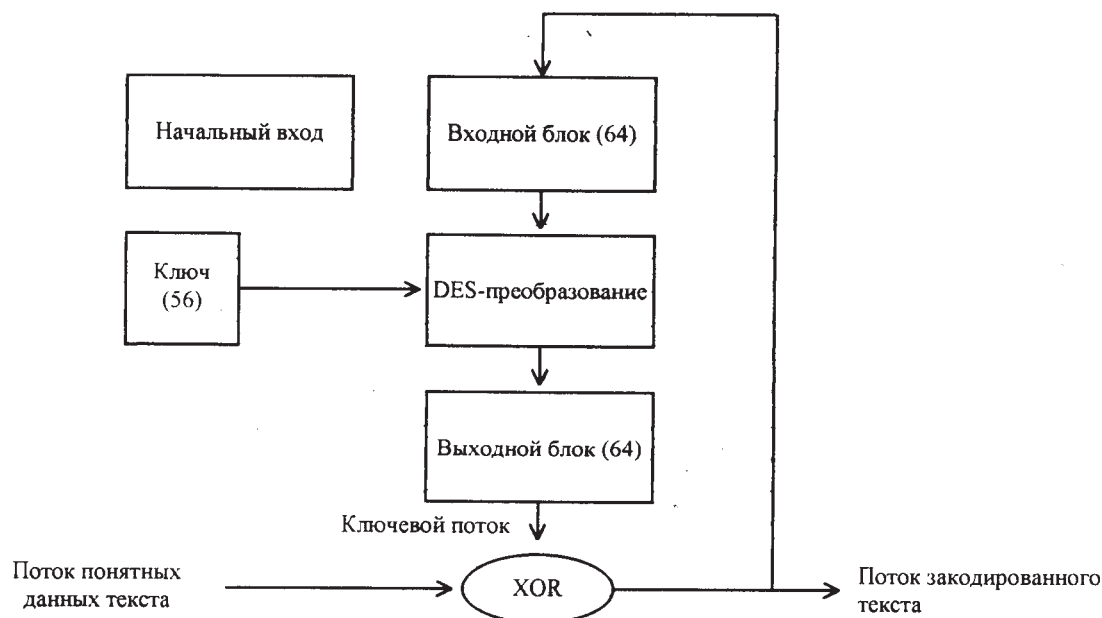 Начальный вход
Входной блок (64)
Ключ
(56)
DES-преобразование
Выходной блок (64)
Ключевой поток
Поток понятных
данных текста
XOR
Поток закодированного
текста